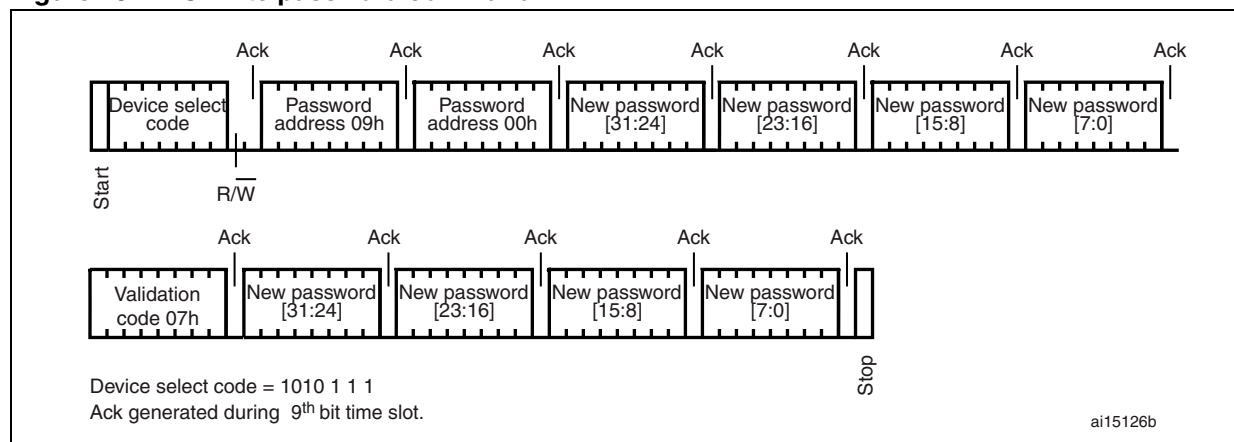 Ack Ack Ack Ack Ack Ack Ack
Device select code
Password address 09h
Password address 00h
New password [31:24]
New password [23:16]
New password [15:8]
New password [7:0]
Start
R/W
Ack Ack Ack Ack Ack
Validation code 07h
New password [31:24]
New password [23:16]
New password [15:8]
New password [7:0]
Stop
Device select code = 1010 1 1 1
Ack generated during 9th bit time slot.
ai15126b